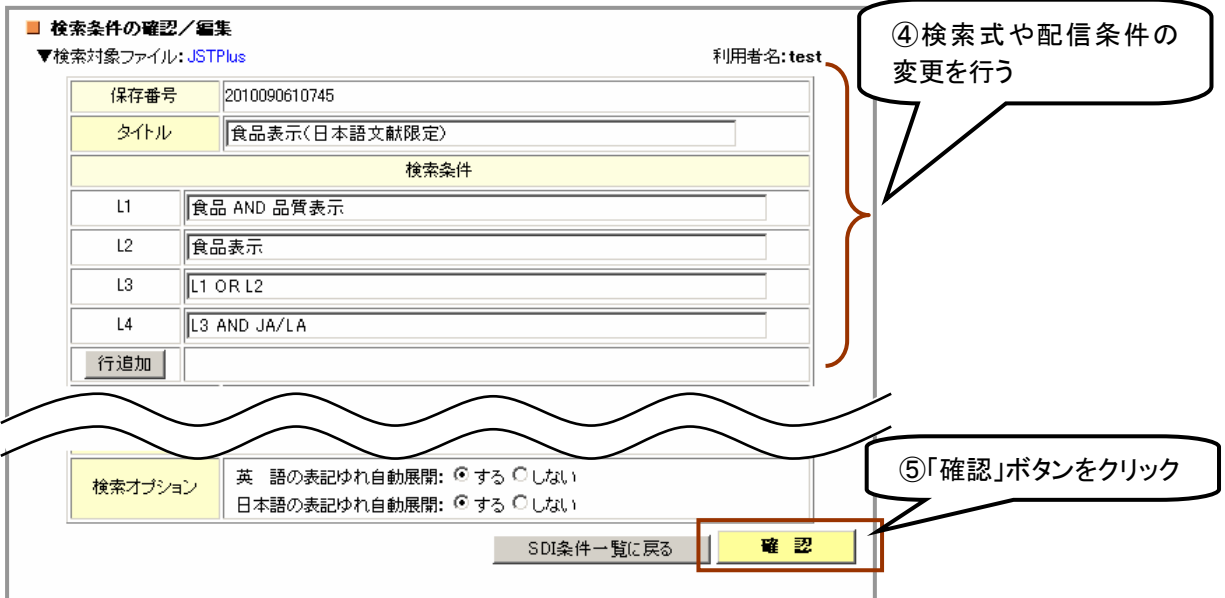 ■ 検索条件の確認／編集
▼検索対象ファイル: JSTPlus 利用者名:test
④検索式や配信条件の
変更を行う
保存番号 2010090610745
タイトル 食品表示(日本語文献限定)
検索条件
L1 食品 AND 品質表示
L2 食品表示
L3 L1 OR L2
L4 L3 AND JA/LA
行追加
検索オプション
英　語の表記ゆれ自動展開: する しない
日本語の表記ゆれ自動展開: する しない
⑤「確認」ボタンをクリック
SDI条件一覧に戻る 確 認